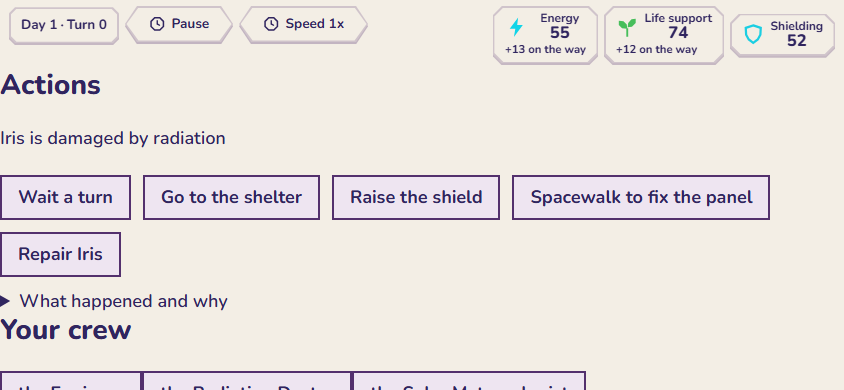 Day 1 · Turn 0
Pause
Speed 1x
Energy
55
+13 on the way
Life support
74
+12 on the way
Shielding
52
Actions
Iris is damaged by radiation
Wait a turn
Go to the shelter
Raise the shield
Spacewalk to fix the panel
Repair Iris
What happened and why
Your crew